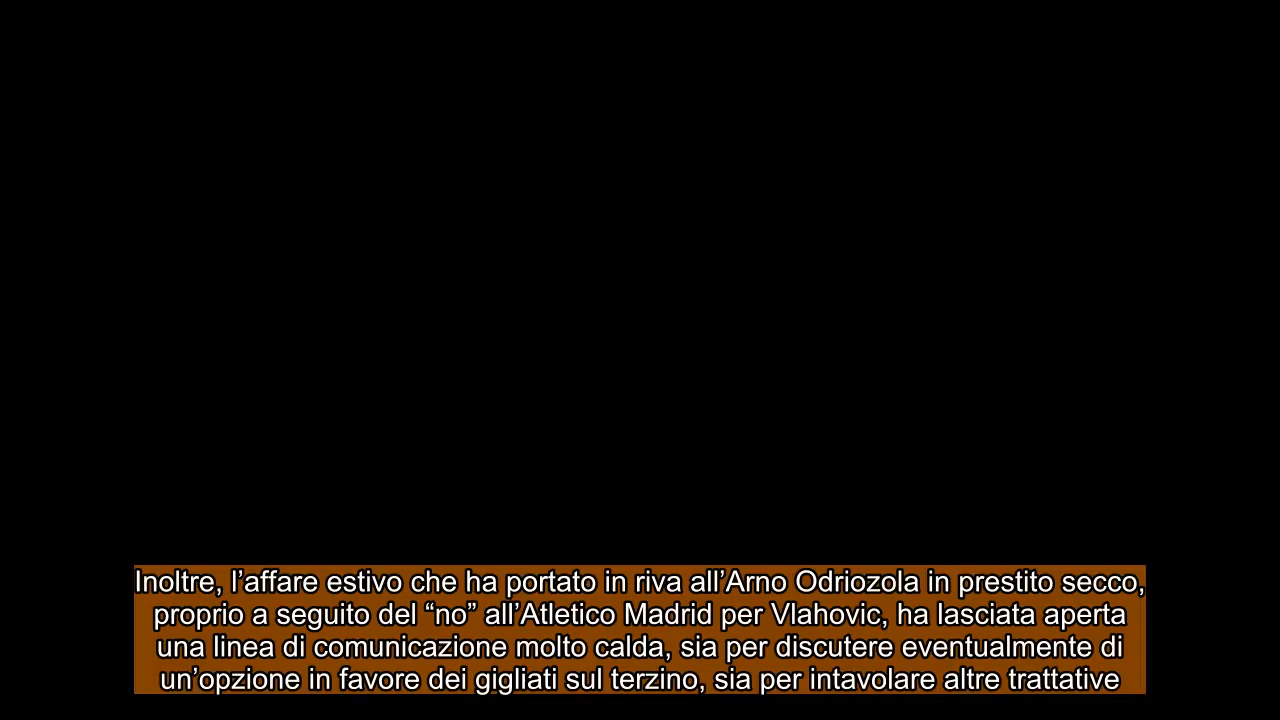 Inoltre, l’affare estivo che ha portato in riva all’Arno Odriozola in prestito secco,
proprio a seguito del “no” all’Atletico Madrid per Vlahovic, ha lasciata aperta
una linea di comunicazione molto calda, sia per discutere eventualmente di
un’opzione in favore dei gigliati sul terzino, sia per intavolare altre trattative